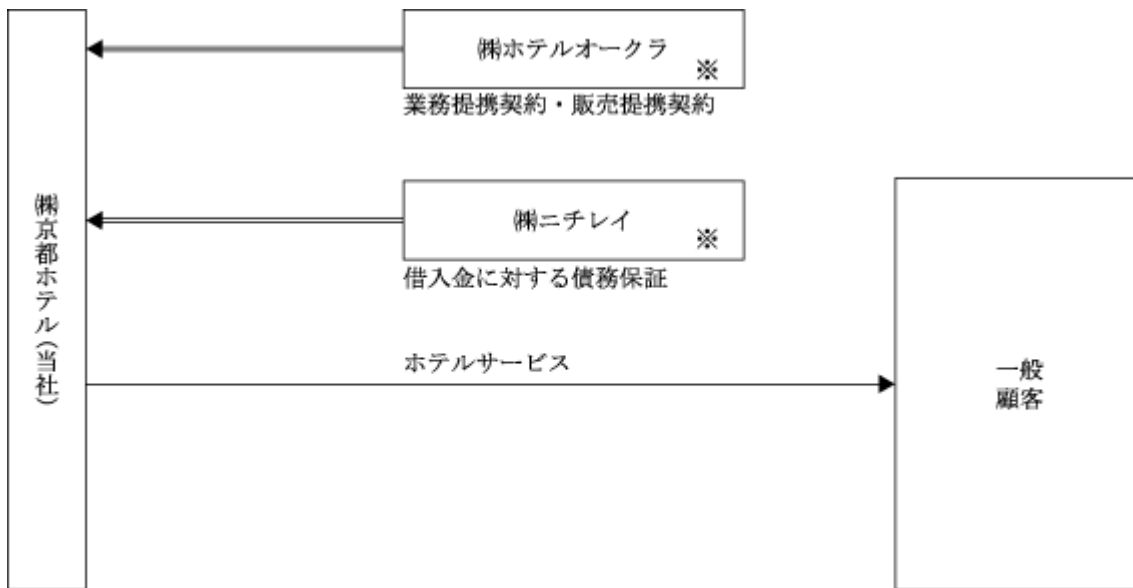 ㈱ホテルオークラ
※
業務提携契約・販売提携契約
㈱京都ホテル(当社)
㈱ニチレイ
※
借入金に対する債務保証
ホテルサービス
一般
顧客